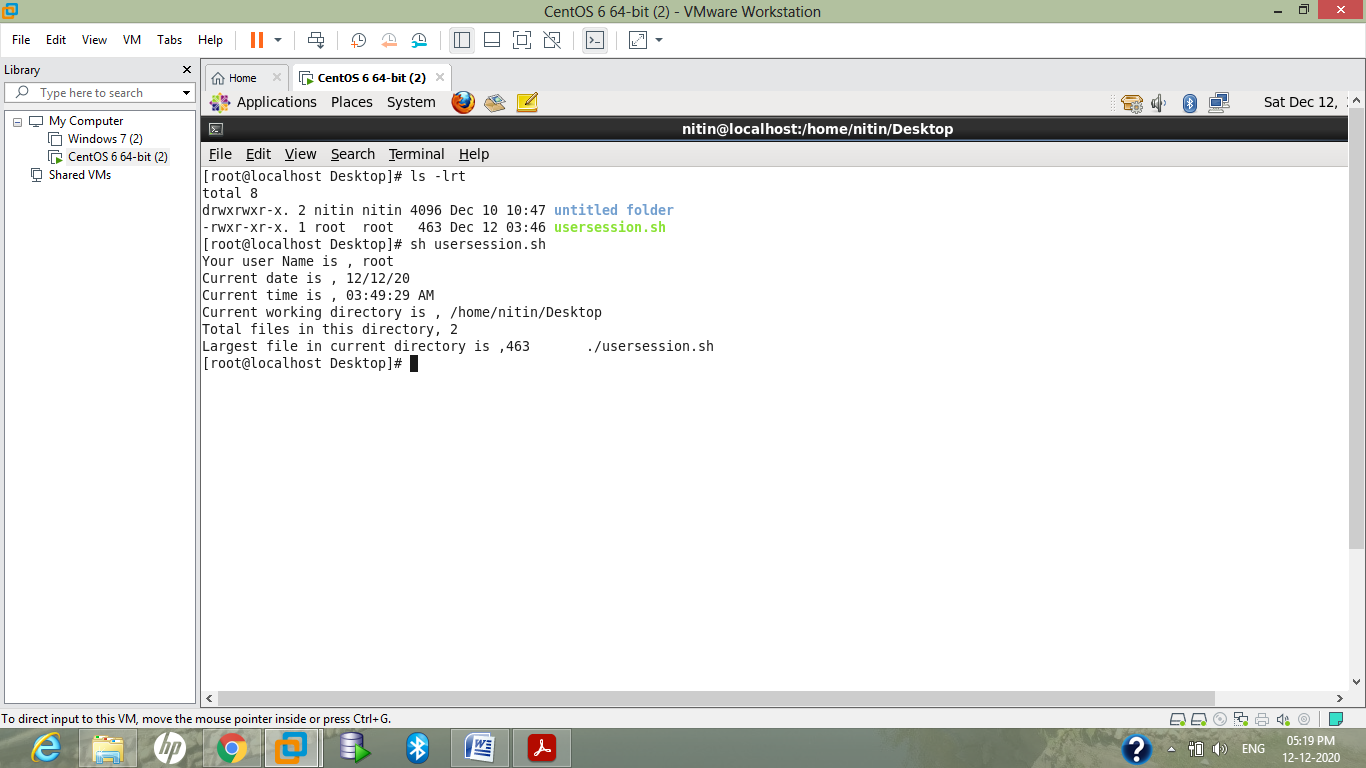 CentOS 6 64-bit (2) - VMware Workstation
File Edit View VM Tabs Help
Library
Type here to search
My Computer
Windows 7 (2)
CentOS 6 64-bit (2)
Shared VMs
Home CentOS 6 64-bit (2)
Applications Places System Sat Dec 12,
nitin@localhost:/home/nitin/Desktop
File Edit View Search Terminal Help
[root@localhost Desktop]# ls -lrt
total 8
drwxrwxr-x. 2 nitin nitin 4096 Dec 10 10:47 untitled folder
-rwxr-xr-x. 1 root  root   463 Dec 12 03:46 usersession.sh
[root@localhost Desktop]# sh usersession.sh
Your user Name is , root
Current date is , 12/12/20
Current time is , 03:49:29 AM
Current working directory is , /home/nitin/Desktop
Total files in this directory, 2
Largest file in current directory is ,463       ./usersession.sh
[root@localhost Desktop]#
To direct input to this VM, move the mouse pointer inside or press Ctrl+G.
hp
ENG
05:19 PM
12-12-2020